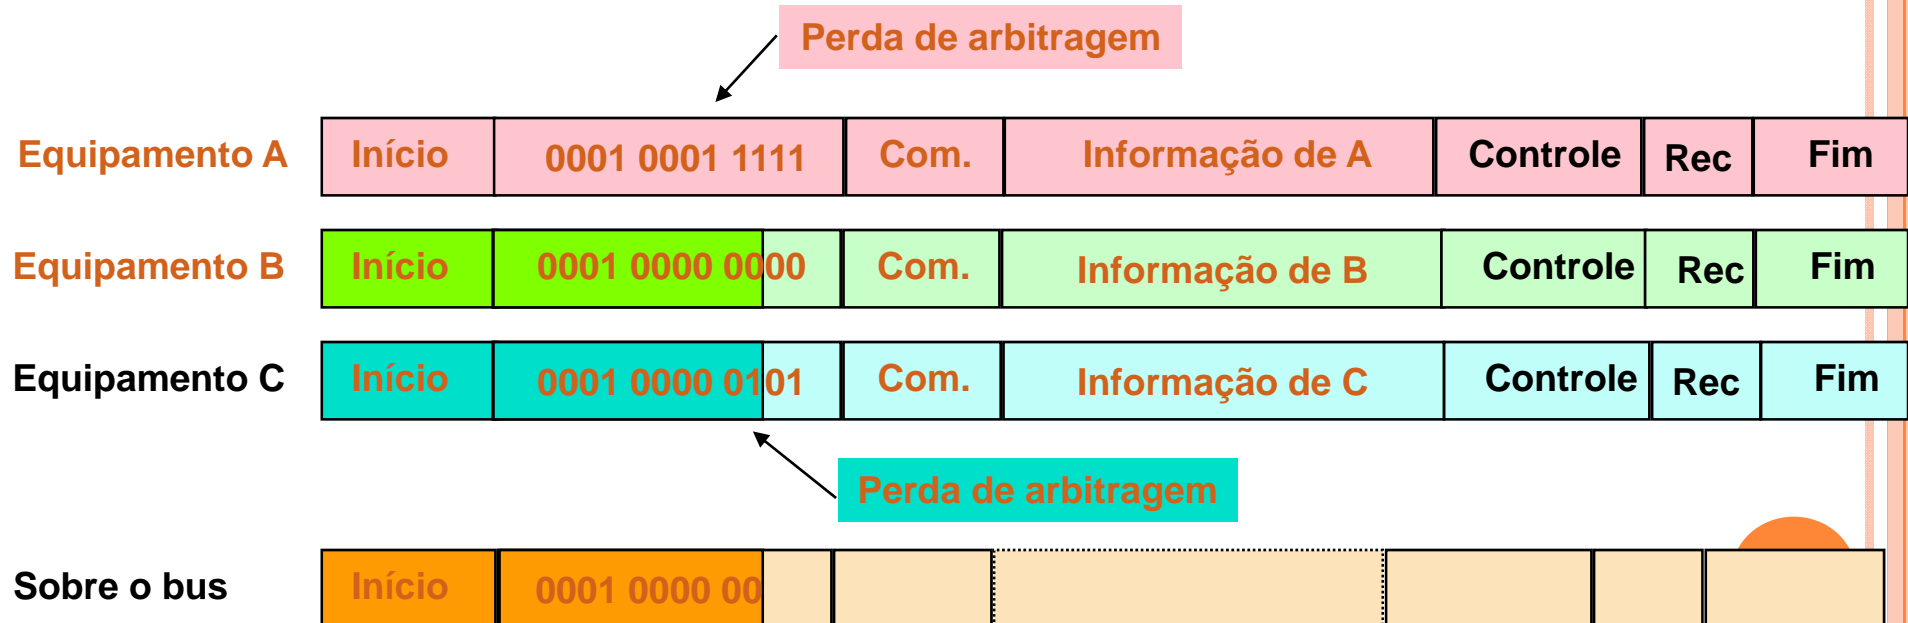 Perda de arbitragem
Equipamento A Início 0001 0001 1111 Com. Informação de A Controle Rec Fim
Equipamento B Início 0001 0000 0000 Com. Informação de B Controle Rec Fim
Equipamento C Início 0001 0000 0101 Com. Informação de C Controle Rec Fim
Perda de arbitragem
Sobre o bus Início 0001 0000 00